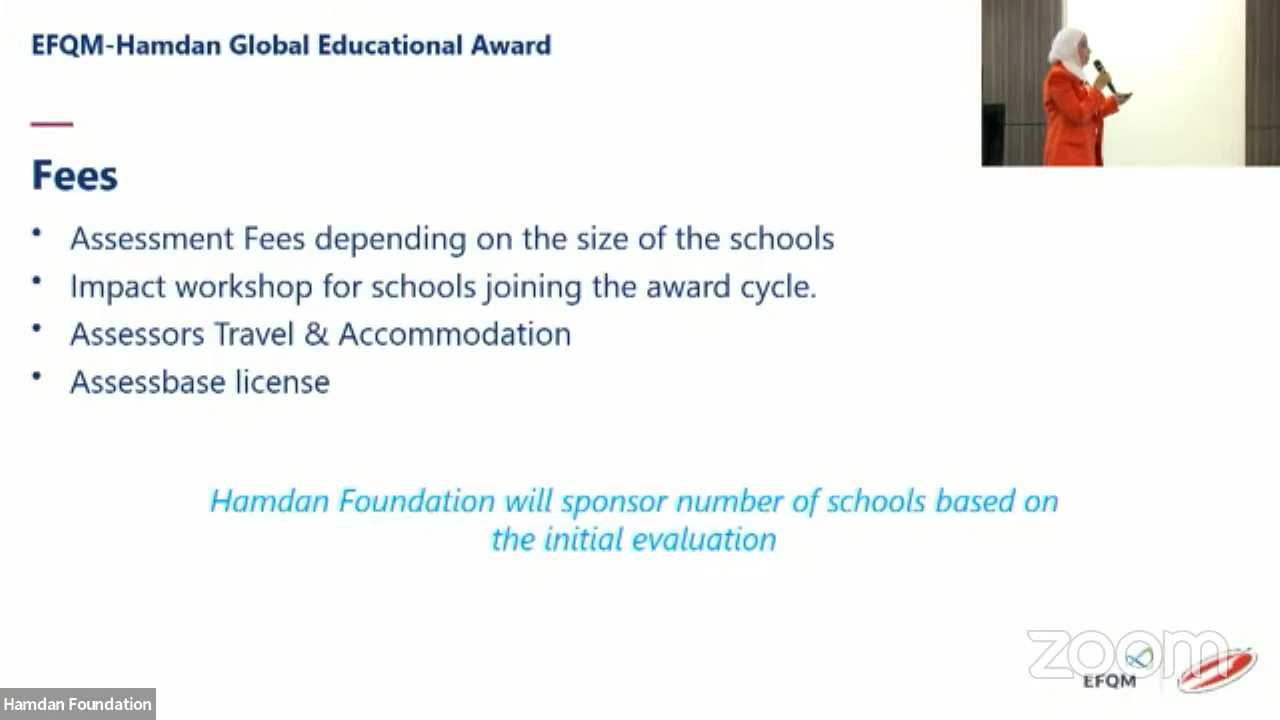 EFQM-Hamdan Global Educational Award
Fees
• Assessment Fees depending on the size of the schools
• Impact workshop for schools joining the award cycle.
• Assessors Travel & Accommodation
• Assessbase license
Hamdan Foundation will sponsor number of schools based on
the initial evaluation
zoom
EFQM
Hamdan Foundation